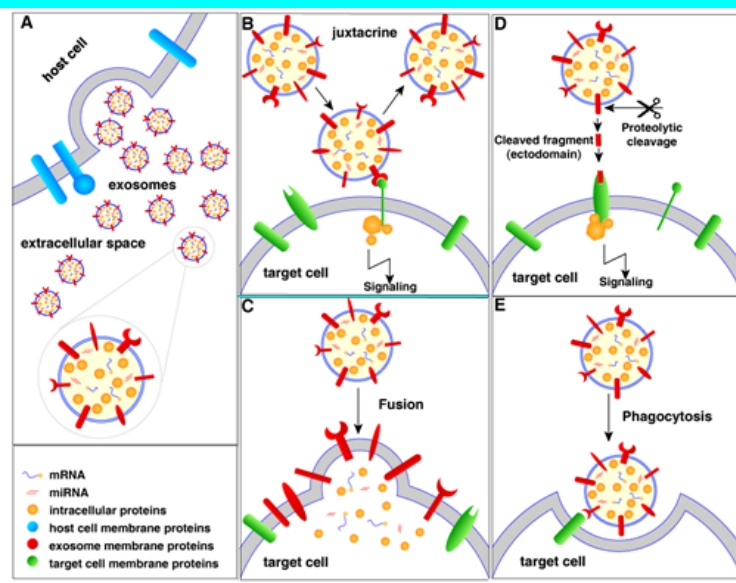 A
host cell
exosomes
extracellular space
mRNA
miRNA
intracellular proteins
host cell membrane proteins
exosome membrane proteins
target cell membrane proteins
B
juxtacrine
target cell
Signaling
C
Fusion
target cell
D
Proteolytic
cleavage
Cleaved fragment
(ectodomain)
target cell
Signaling
E
Phagocytosis
target cell